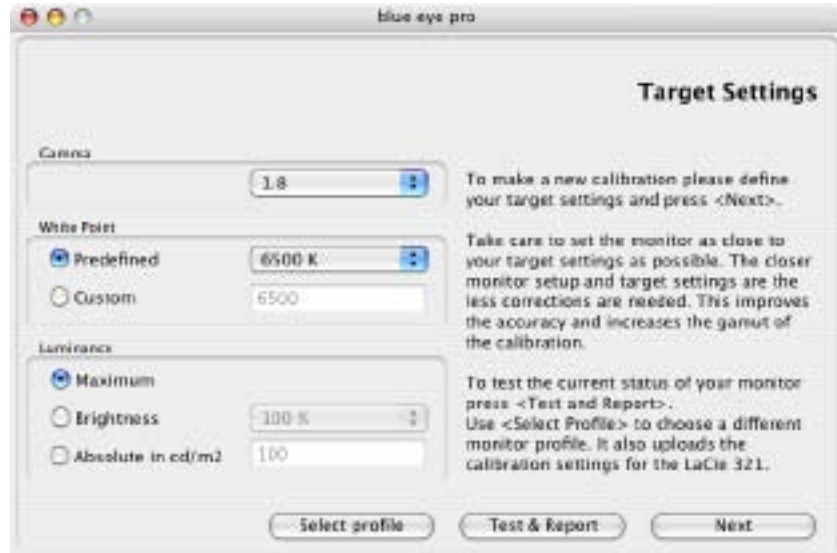 blue eye pro
Target Settings
Gamma
1.8
White Point
Predefined
6500 K
Custom
6500
Luminance
Maximum
Brightness
100 %
Absolute in cd/m2
100
To make a new calibration please define
your target settings and press <Next>.
Take care to set the monitor as close to
your target settings as possible. The closer
monitor setup and target settings are the
less corrections are needed. This improves
the accuracy and increases the gamut of
the calibration.
To test the current status of your monitor
press <Test and Report>.
Use <Select Profile> to choose a different
monitor profile. It also uploads the
calibration settings for the LaCie 321.
Select profile
Test & Report
Next